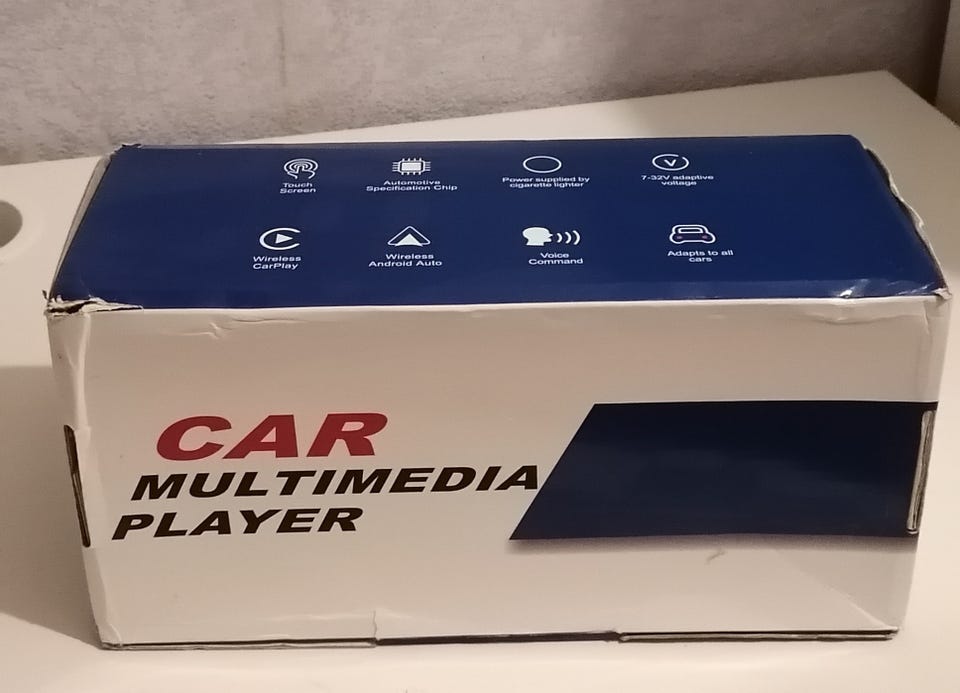 Touch
Screen
Automotive
Specification Chip
Power supplied by
cigarette lighter
7-32V adaptive
voltage
Wireless
CarPlay
Wireless
Android Auto
Voice
Command
Adapts to all
cars
CAR
MULTIMEDIA
PLAYER